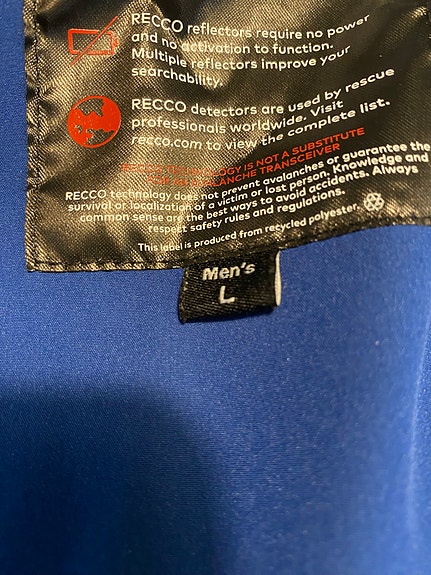 RECCO reflectors require no power
and no activation to function.
Multiple reflectors improve your
searchability.
RECCO detectors are used by rescue
professionals worldwide. Visit
recco.com to view the complete list.
RECCO TECHNOLOGY IS NOT A SUBSTITUTE
FOR AN AVALANCHE TRANSCEIVER
RECCO technology does not prevent avalanches or guarantee the
survival or localization of a victim or lost person. Knowledge and
common sense are the best ways to avoid accidents. Always
respect safety rules and regulations.
This label is produced from recycled polyester.
Men's
L